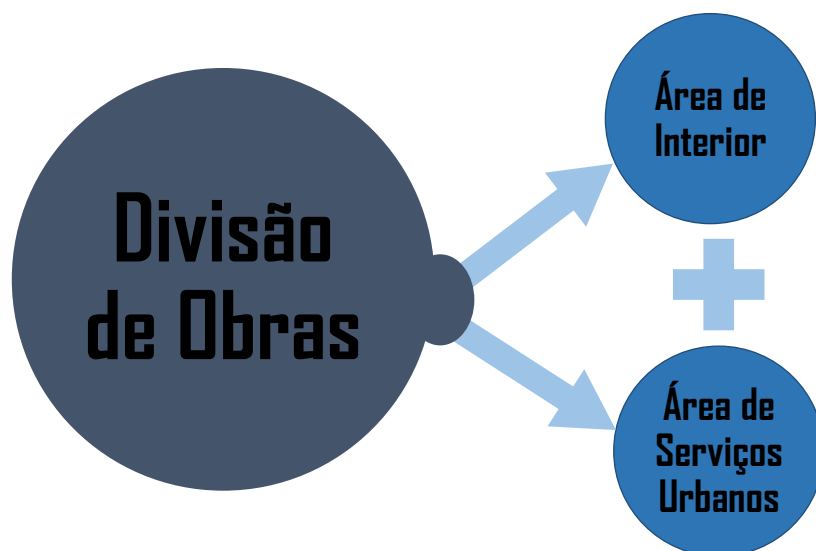 Divisão
de Obras
Área de
Interior
Área de
Serviços
Urbanos